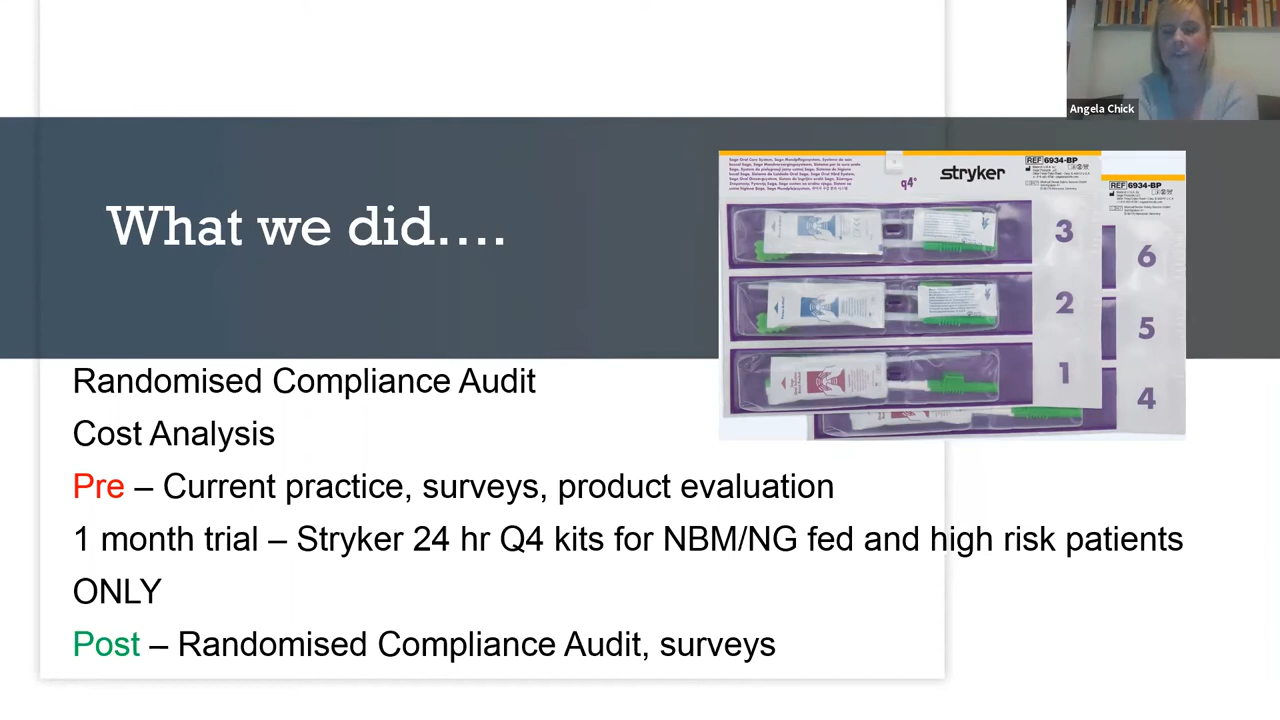 Angela Chick
What we did....
stryker
q4°
REF 6934-BP
REF 6934-BP
3
2
1
6
5
4
Randomised Compliance Audit
Cost Analysis
Pre – Current practice, surveys, product evaluation
1 month trial – Stryker 24 hr Q4 kits for NBM/NG fed and high risk patients
ONLY
Post – Randomised Compliance Audit, surveys